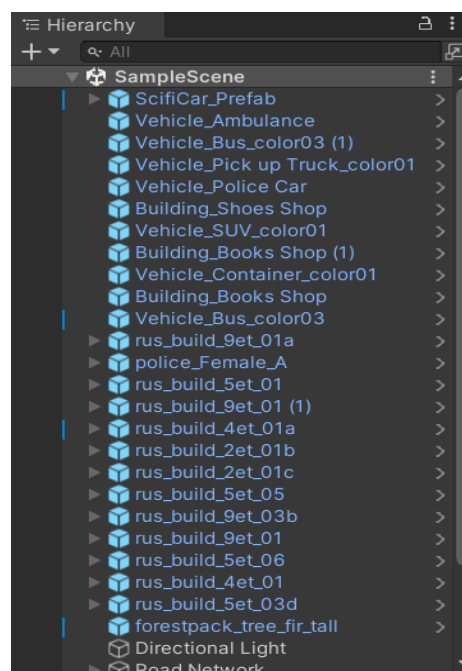 Hierarchy
All
SampleScene
ScifiCar_Prefab
Vehicle_Ambulance
Vehicle_Bus_color03 (1)
Vehicle_Pick up Truck_color01
Vehicle_Police Car
Building_Shoes Shop
Vehicle_SUV_color01
Building_Books Shop (1)
Vehicle_Container_color01
Building_Books Shop
Vehicle_Bus_color03
rus_build_9et_01a
police_Female_A
rus_build_5et_01
rus_build_9et_01 (1)
rus_build_4et_01a
rus_build_2et_01b
rus_build_2et_01c
rus_build_5et_05
rus_build_9et_03b
rus_build_9et_01
rus_build_5et_06
rus_build_4et_01
rus_build_5et_03d
forestpack_tree_fir_tall
Directional Light
Road Network